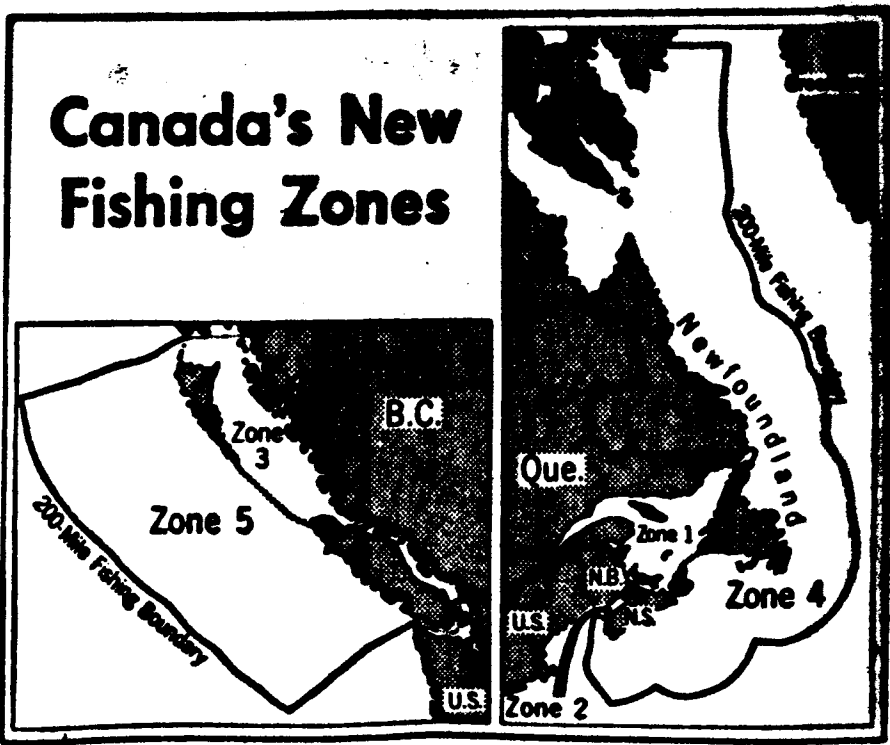 Canada's New
Fishing Zones
B.C.
Zone
3
Zone 5
200-Mile Fishing Boundary
U.S.
200-Mile Fishing Boundary
Newfoundland
Que.
Zone 1
N.B.
Zone 4
U.S.
N.S.
Zone 2